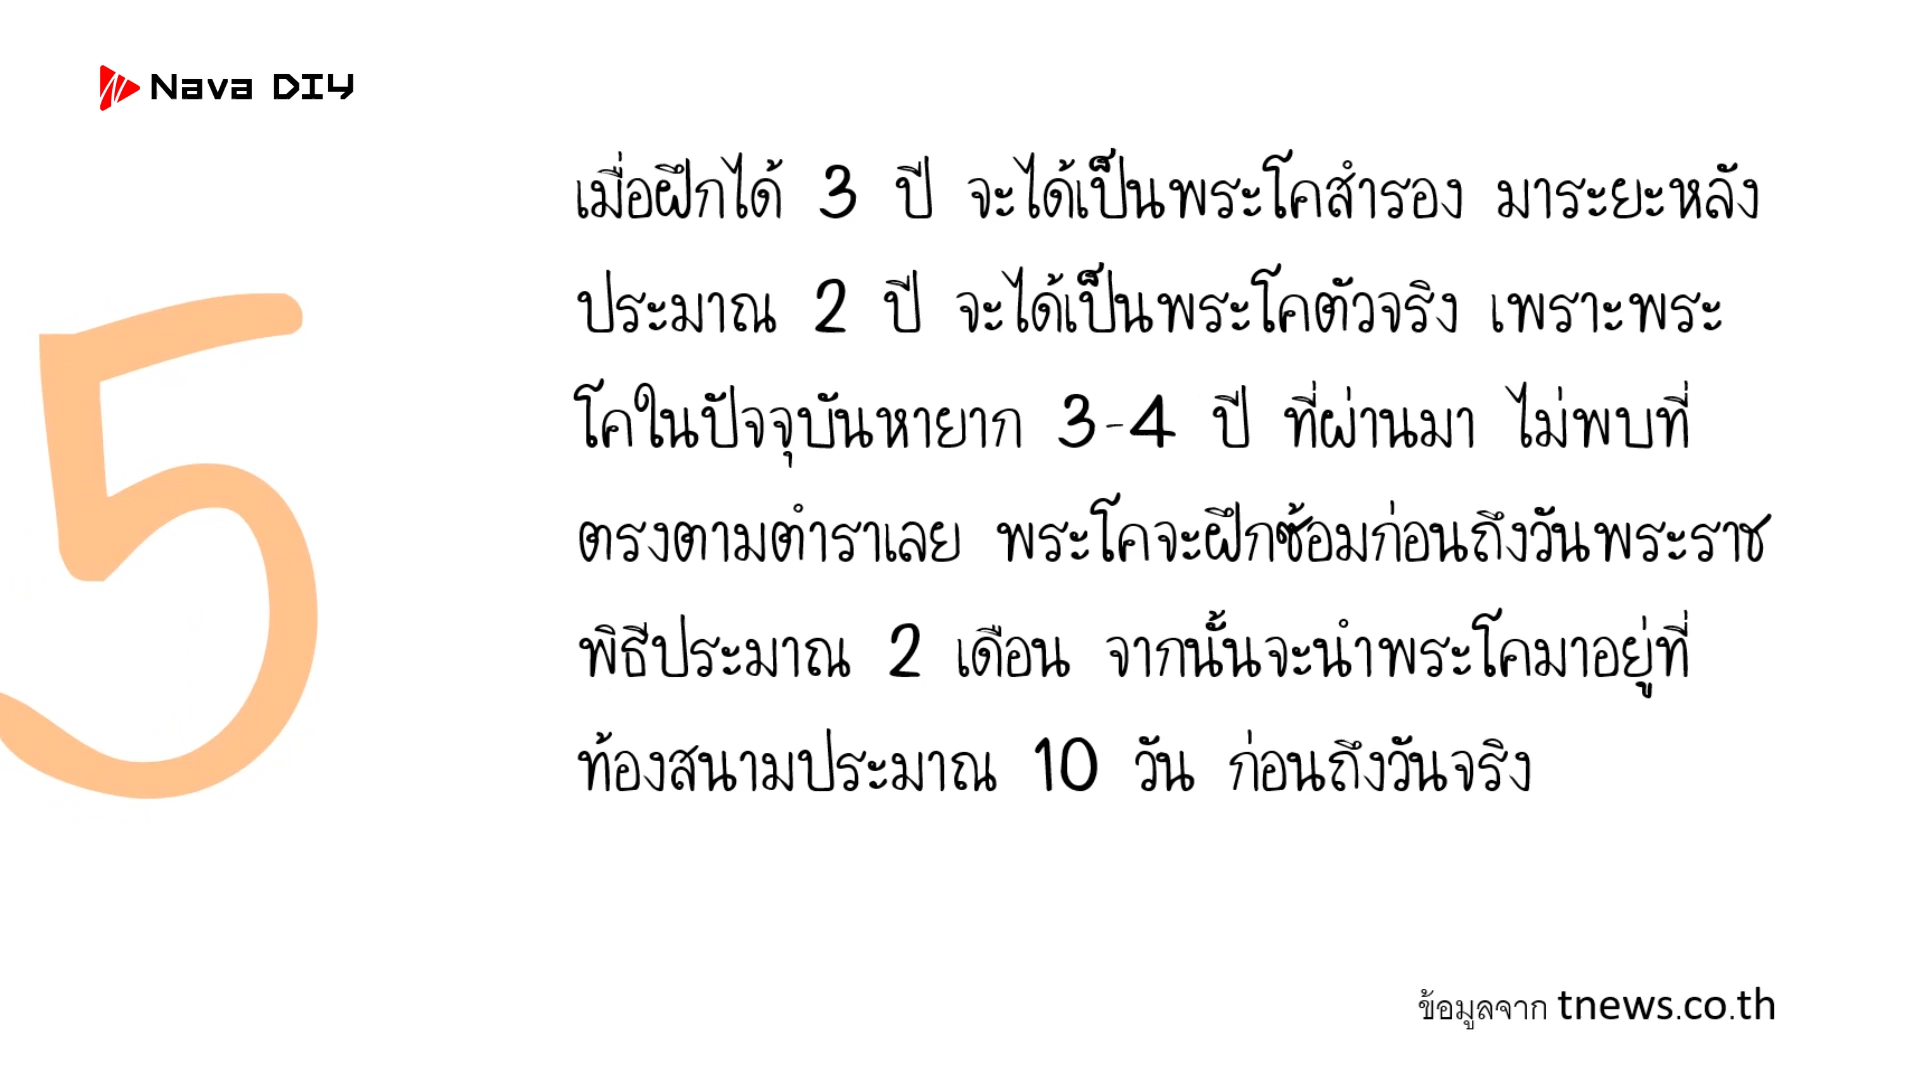 Nava DIY
5
เมื่อฝึกได้ 3 ปี จะได้เป็นพระโคสำรอง มาระยะหลัง
ประมาณ 2 ปี จะได้เป็นพระโคตัวจริง เพราะพระ
โคในปัจจุบันหายาก 3-4 ปี ที่ผ่านมา ไม่พบที่
ตรงตามตำราเลย พระโคจะฝึกซ้อมก่อนถึงวันพระราช
พิธีประมาณ 2 เดือน จากนั้นจะนำพระโคมาอยู่ที่
ท้องสนามประมาณ 10 วัน ก่อนถึงวันจริง
ข้อมูลจาก tnews.co.th